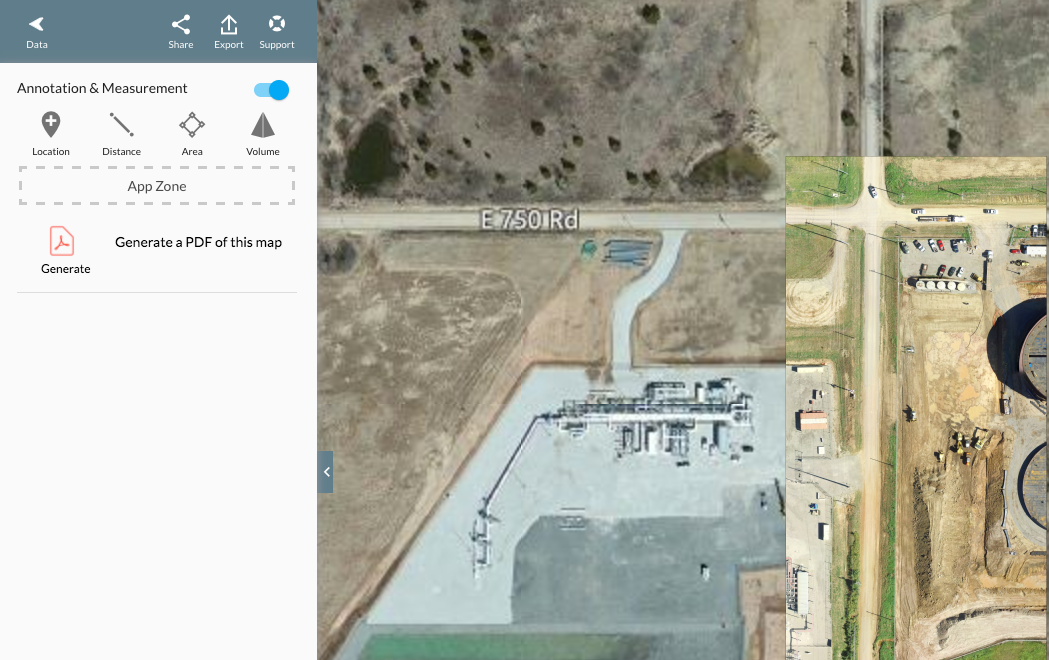 Data
Share
Export
Support
Annotation & Measurement
Location
Distance
Area
Volume
App Zone
Generate
Generate a PDF of this map
E 750 Rd